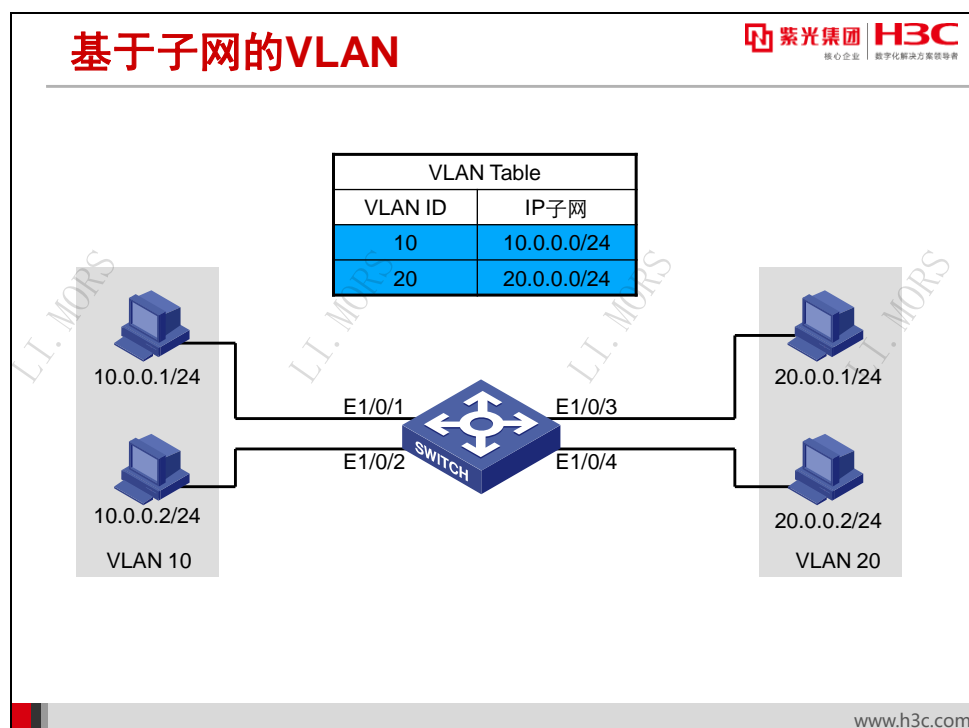 基于子网的VLAN
紫光集团 H3C
核心企业 数字化解决方案领导者
VLAN Table
VLAN ID IP子网
10 10.0.0.0/24
20 20.0.0.0/24
LI. MORS LI. MORS LI. MORS LI. MORS
10.0.0.1/24 20.0.0.1/24
E1/0/1 E1/0/3
SWITCH
E1/0/2 E1/0/4
10.0.0.2/24 20.0.0.2/24
VLAN 10 VLAN 20
www.h3c.com